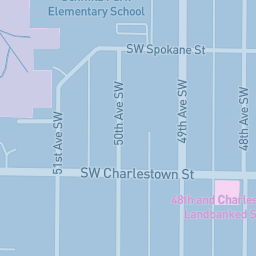 Elementary School
SW Spokane St
51st Ave SW
50th Ave SW
49th Ave SW
48th Ave SW
SW Charlestown St
48th and
Landbanked